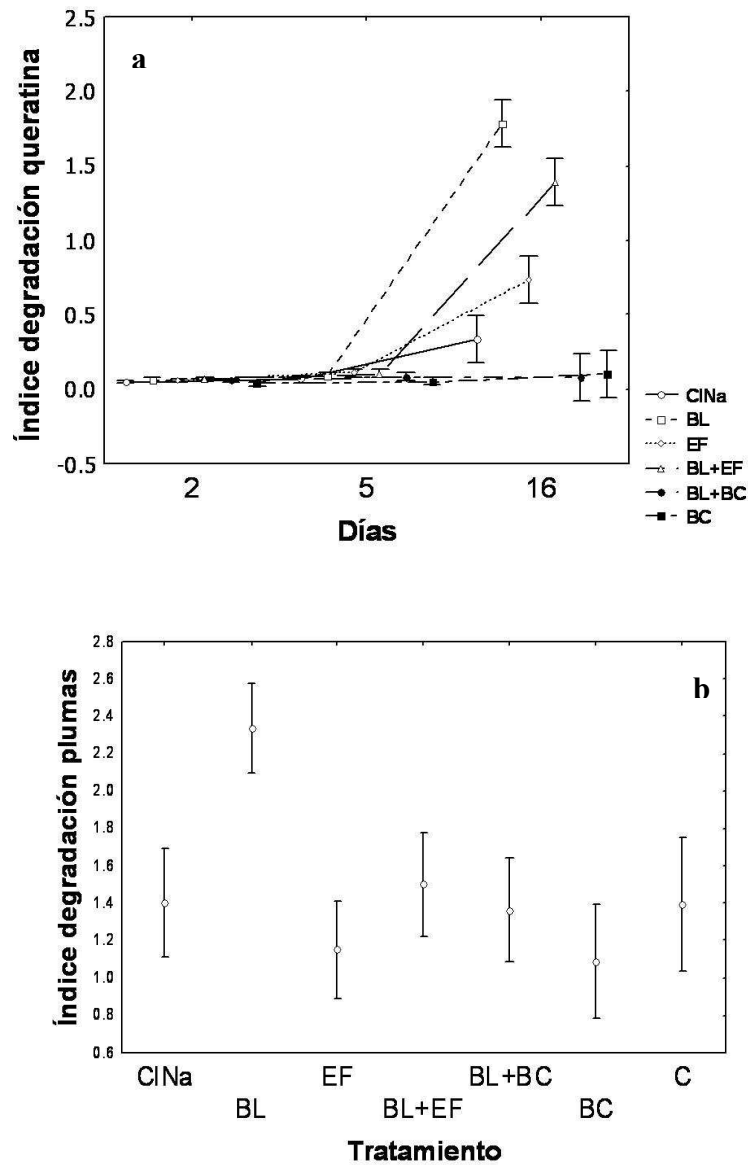 a
Índice degradación queratina
2.5
2.0
1.5
1.0
0.5
0.0
-0.5
2 5 16
Días
ClNa
BL
EF
BL+EF
BL+BC
BC
b
Índice degradación plumas
2.8
2.6
2.4
2.2
2.0
1.8
1.6
1.4
1.2
1.0
0.8
0.6
ClNa EF BL+BC C
BL BL+EF BC
Tratamiento